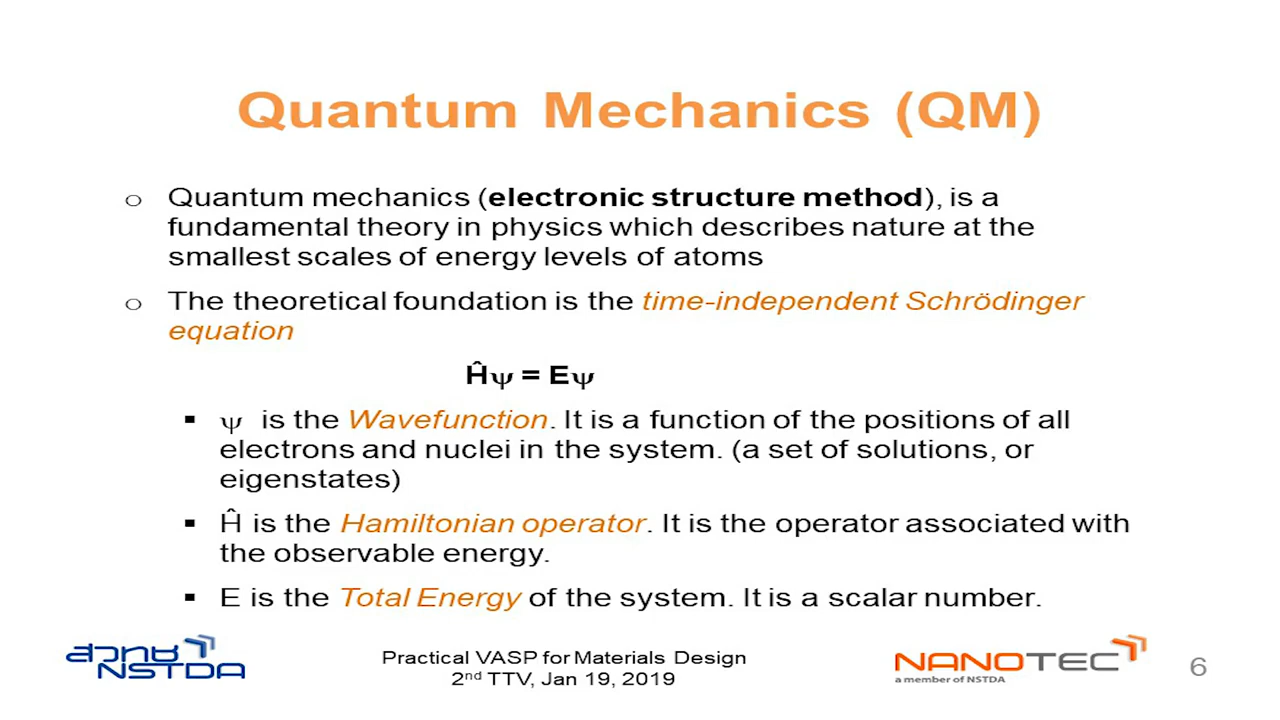 Quantum Mechanics (QM)
o Quantum mechanics (electronic structure method), is a
fundamental theory in physics which describes nature at the
smallest scales of energy levels of atoms
o The theoretical foundation is the time-independent Schrödinger
equation
Ĥψ = Eψ
▪ ψ is the Wavefunction. It is a function of the positions of all
electrons and nuclei in the system. (a set of solutions, or
eigenstates)
▪ Ĥ is the Hamiltonian operator. It is the operator associated with
the observable energy.
▪ E is the Total Energy of the system. It is a scalar number.
สวทช
NSTDA
Practical VASP for Materials Design
2nd TTV, Jan 19, 2019
NANOTEC
a member of NSTDA
6